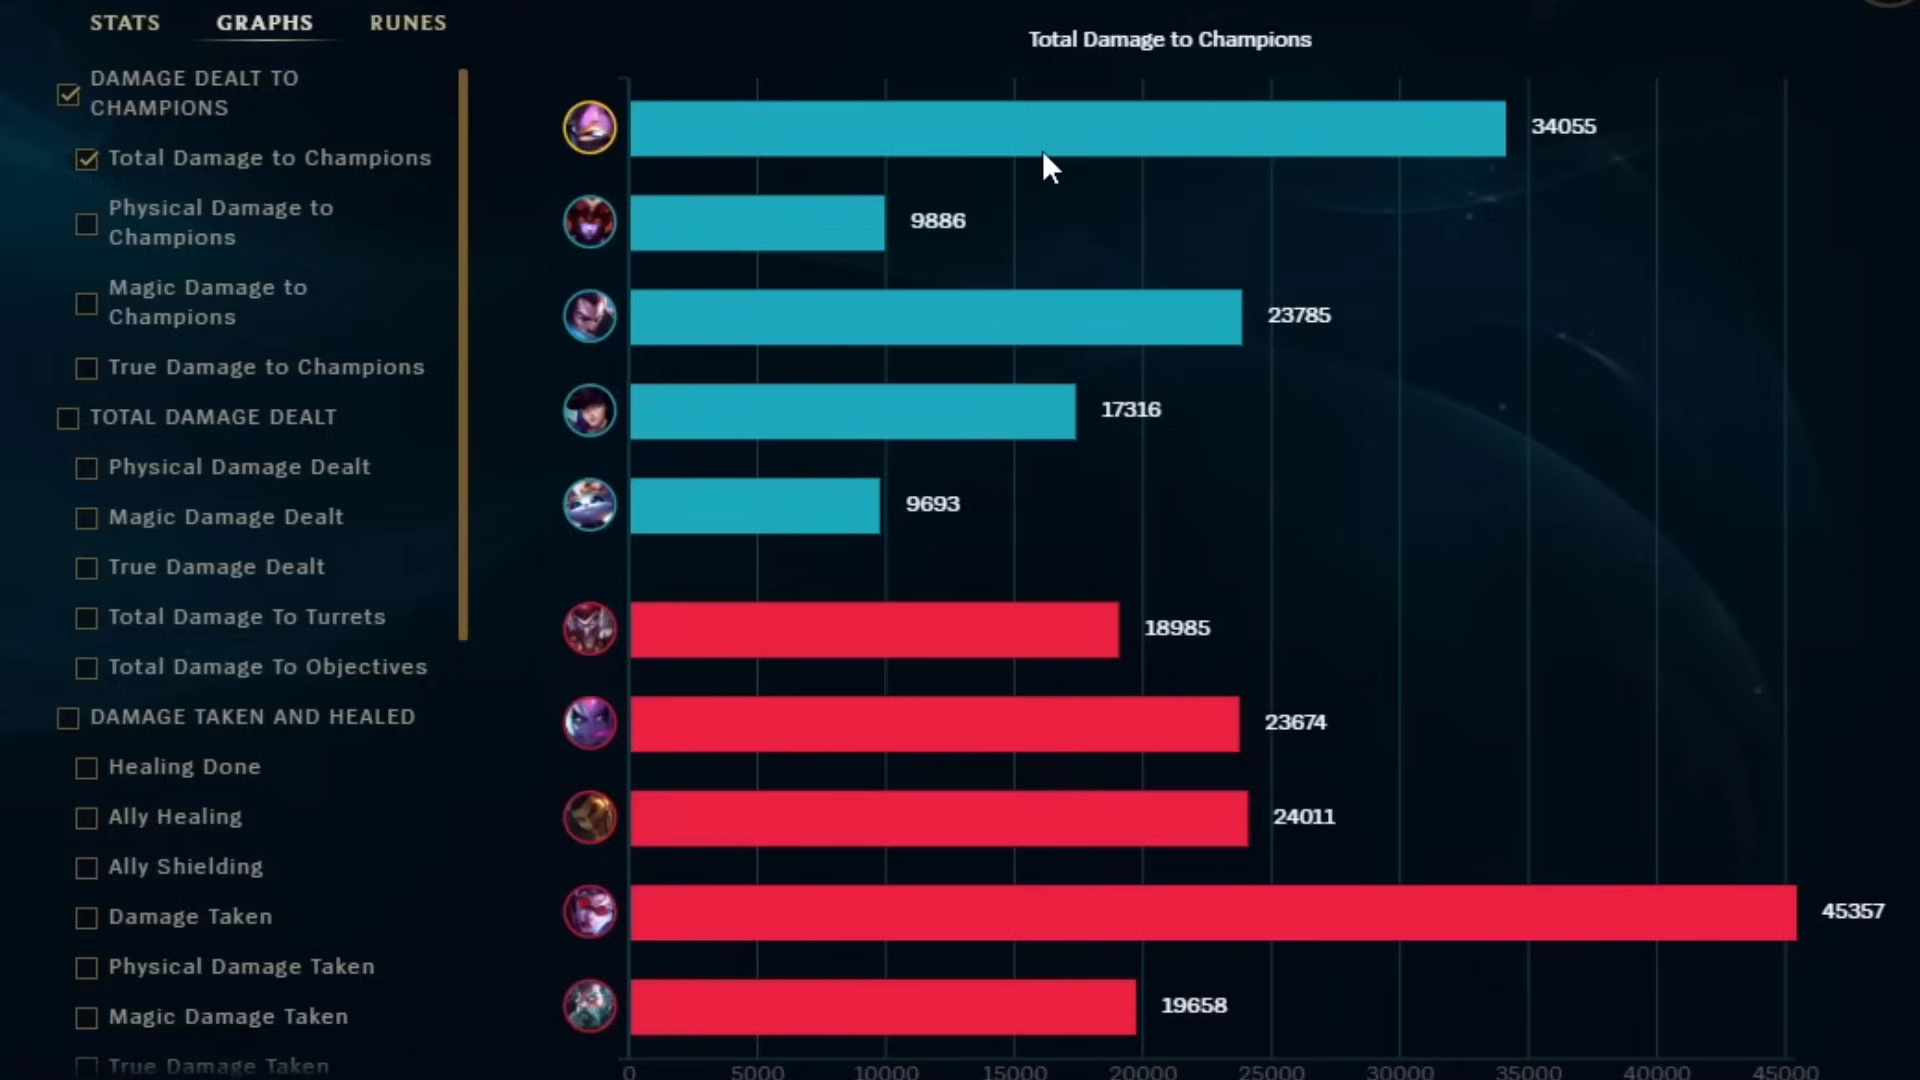 STATS GRAPHS RUNES
DAMAGE DEALT TO
CHAMPIONS
Total Damage to Champions
Physical Damage to
Champions
Magic Damage to
Champions
True Damage to Champions
TOTAL DAMAGE DEALT
Physical Damage Dealt
Magic Damage Dealt
True Damage Dealt
Total Damage To Turrets
Total Damage To Objectives
DAMAGE TAKEN AND HEALED
Healing Done
Ally Healing
Ally Shielding
Damage Taken
Physical Damage Taken
Magic Damage Taken
True Damage Taken
Total Damage to Champions
34055
9886
23785
17316
9693
18985
23674
24011
45357
19658
0 5000 10000 15000 20000 25000 30000 35000 40000 45000